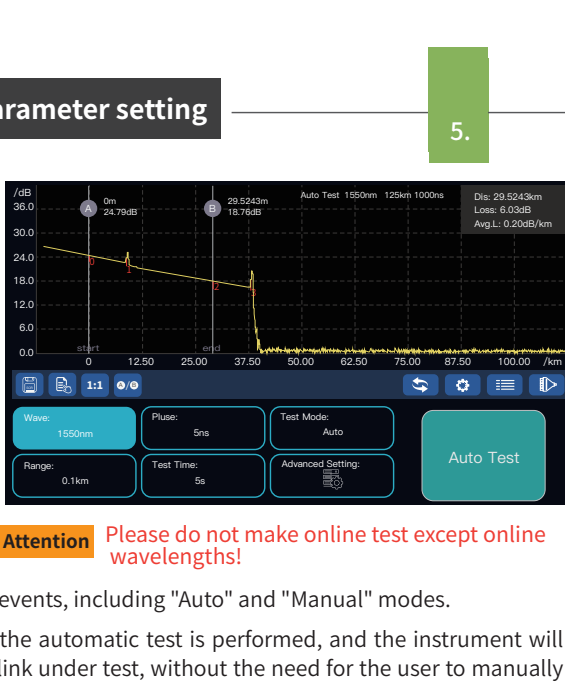 arameter setting
5.
/dB
36.0
30.0
24.0
18.0
12.0
6.0
0.0
A
0m
24.79dB
B
29.5243m
18.76dB
Auto Test 1550nm 125km 1000ns
Dis: 29.5243km
Loss: 6.03dB
Avg.L: 0.20dB/km
0
1
2
3
start
end
0 12.50 25.00 37.50 50.00 62.50 75.00 87.50 100.00 /km
1:1
A/B
Wave:
1550nm
Pluse:
5ns
Test Mode:
Auto
Range:
0.1km
Test Time:
5s
Advanced Setting:
Auto Test
Attention
Please do not make online test except online
wavelengths!
events, including "Auto" and "Manual" modes.
the automatic test is performed, and the instrument will
link under test, without the need for the user to manually